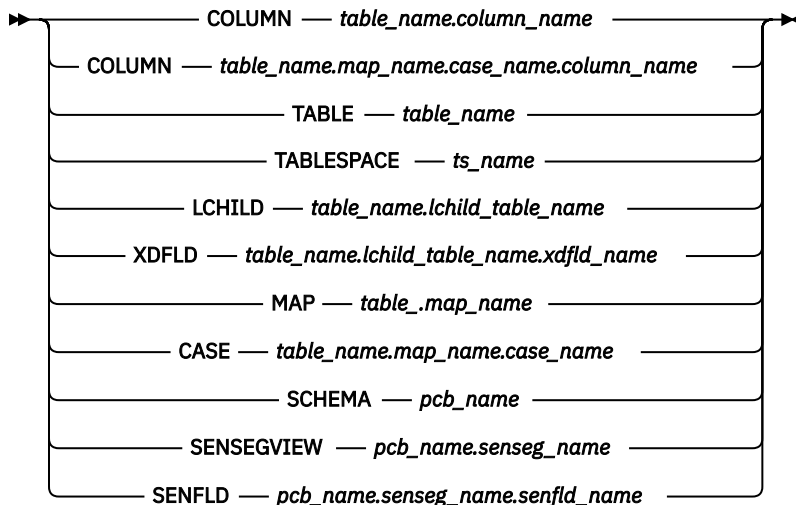 COLUMN table_name.column_name
COLUMN table_name.map_name.case_name.column_name
TABLE table_name
TABLESPACE ts_name
LCHILD table_name.lchild_table_name
XDFLD table_name.lchild_table_name.xdfld_name
MAP table_.map_name
CASE table_name.map_name.case_name
SCHEMA pcb_name
SENSEGVIEW pcb_name.senseg_name
SENFLD pcb_name.senseg_name.senfld_name